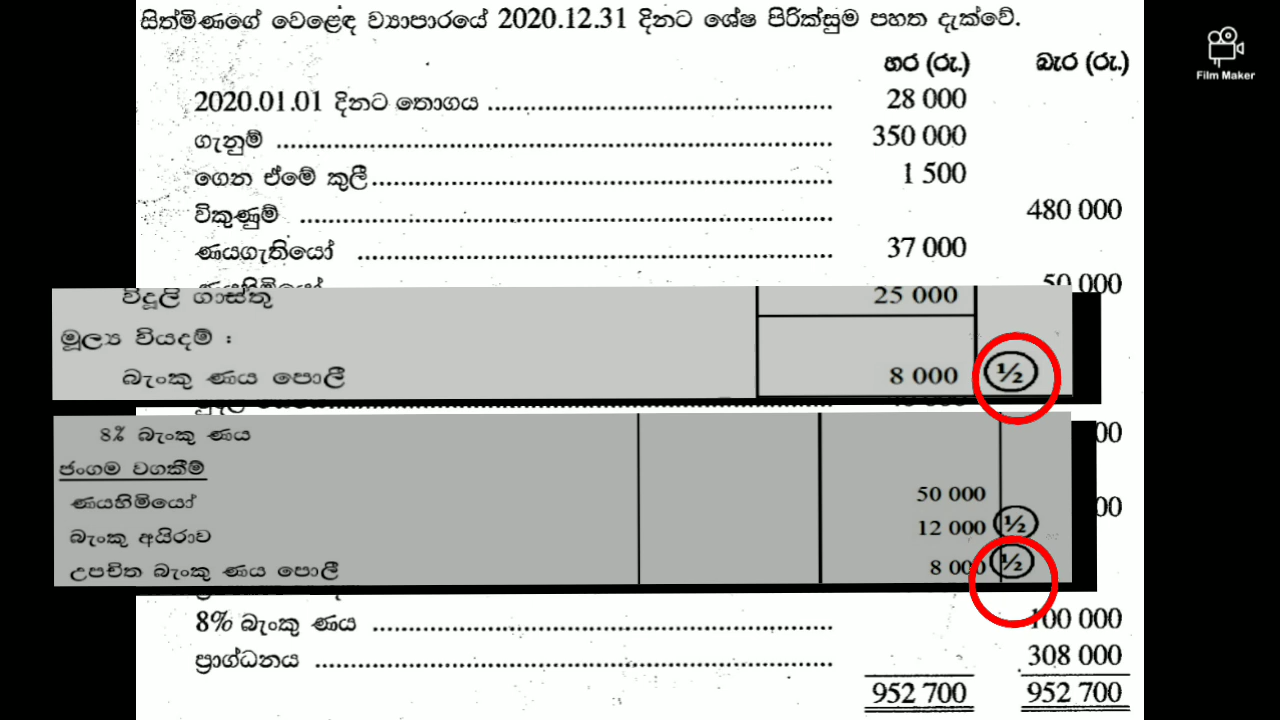 සිත්මිණගේ වෙළෙඳ ව්‍යාපාරයේ 2020.12.31 දිනට ශේෂ පිරික්සුම පහත දැක්වේ.
හර (රු.) බැර (රු.)
Film Maker
2020.01.01 දිනට තොගය ........ 28 000
ගැනුම් ........ 350 000
ගෙන ඒමේ කුලී ........ 1 500
විකුණුම් ........ 480 000
ණයගැතියෝ ........ 37 000
ණයහිමියෝ 50 000
විදුලි ගාස්තු 25 000
මූල්‍ය වියදම් :
බැංකු ණය පොලී 8 000 ½
8% බැංකු ණය 00
ජංගම වගකීම්
ණයහිමියෝ 50 000 00
බැංකු අයිරාව 12 000 ½
උපචිත බැංකු ණය පොලී 8 000 ½
8% බැංකු ණය ........ 100 000
ප්‍රාග්ධනය ........ 308 000
952 700 952 700